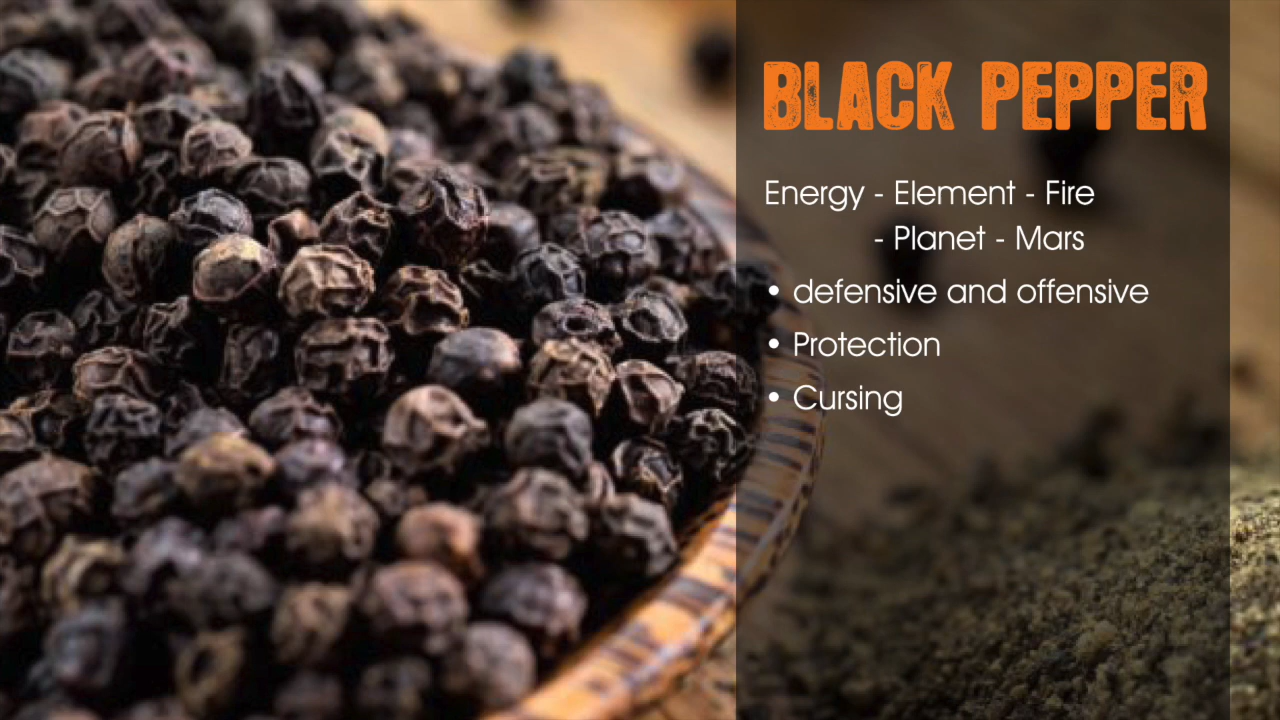 BLACK PEPPER
Energy - Element - Fire
- Planet - Mars
• defensive and offensive
• Protection
• Cursing